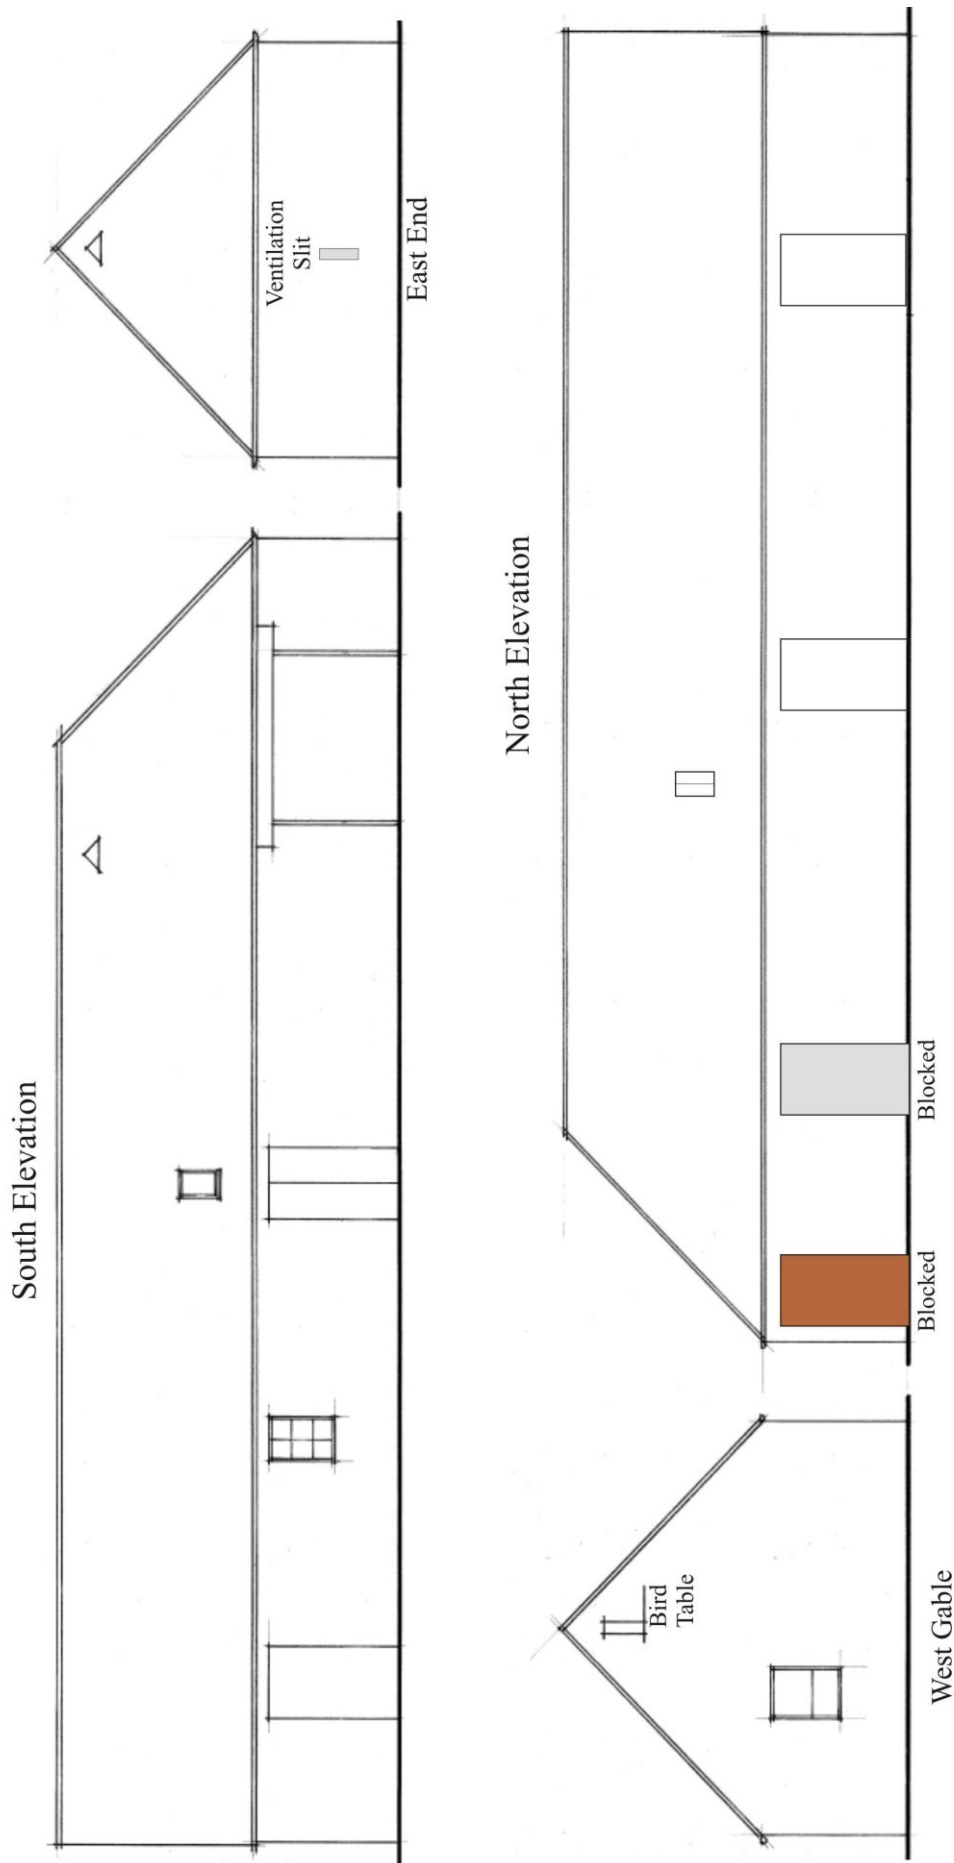 South Elevation
Ventilation
Slit
East End
North Elevation
Blocked
Blocked
Bird
Table
West Gable